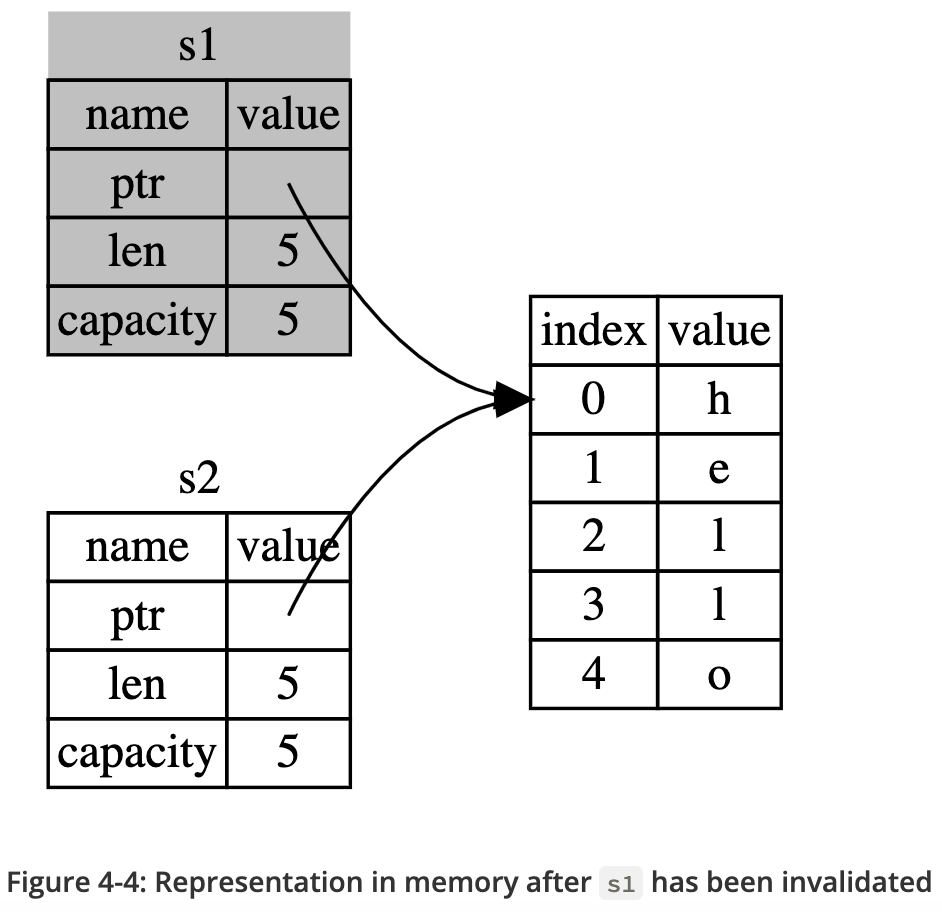 s1
name value
ptr
len 5
capacity 5
s2
name value
ptr
len 5
capacity 5
index value
0 h
1 e
2 l
3 l
4 o
Figure 4-4: Representation in memory after s1 has been invalidated